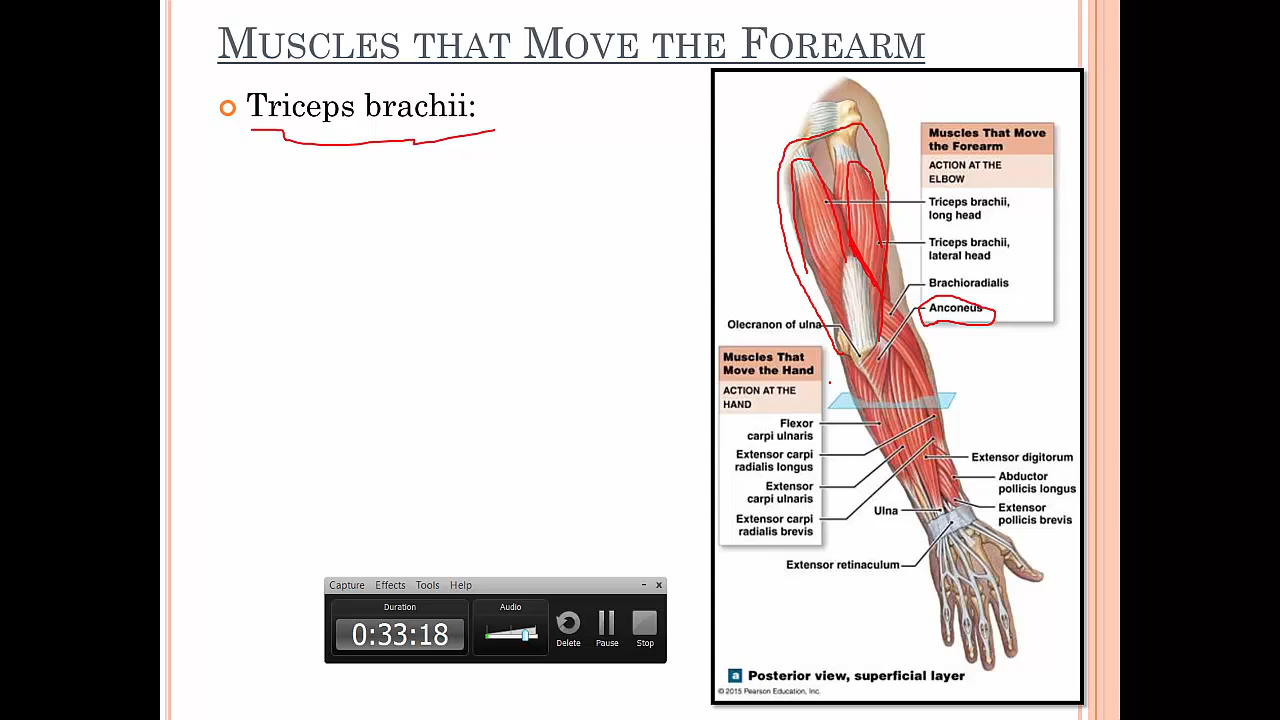 MUSCLES THAT MOVE THE FOREARM
Triceps brachii:
Muscles That Move
the Forearm
ACTION AT THE
ELBOW
Triceps brachii,
long head
Triceps brachii,
lateral head
Brachioradialis
Anconeus
Olecranon of ulna
Muscles That
Move the Hand
ACTION AT THE
HAND
Flexor
carpi ulnaris
Extensor carpi
radialis longus
Extensor
carpi ulnaris
Extensor carpi
radialis brevis
Extensor digitorum
Abductor
pollicis longus
Ulna
Extensor
pollicis brevis
Extensor retinaculum
a Posterior view, superficial layer
© 2015 Pearson Education, Inc.
Capture Effects Tools Help
Duration
0:33:18
Audio
Delete
Pause
Stop